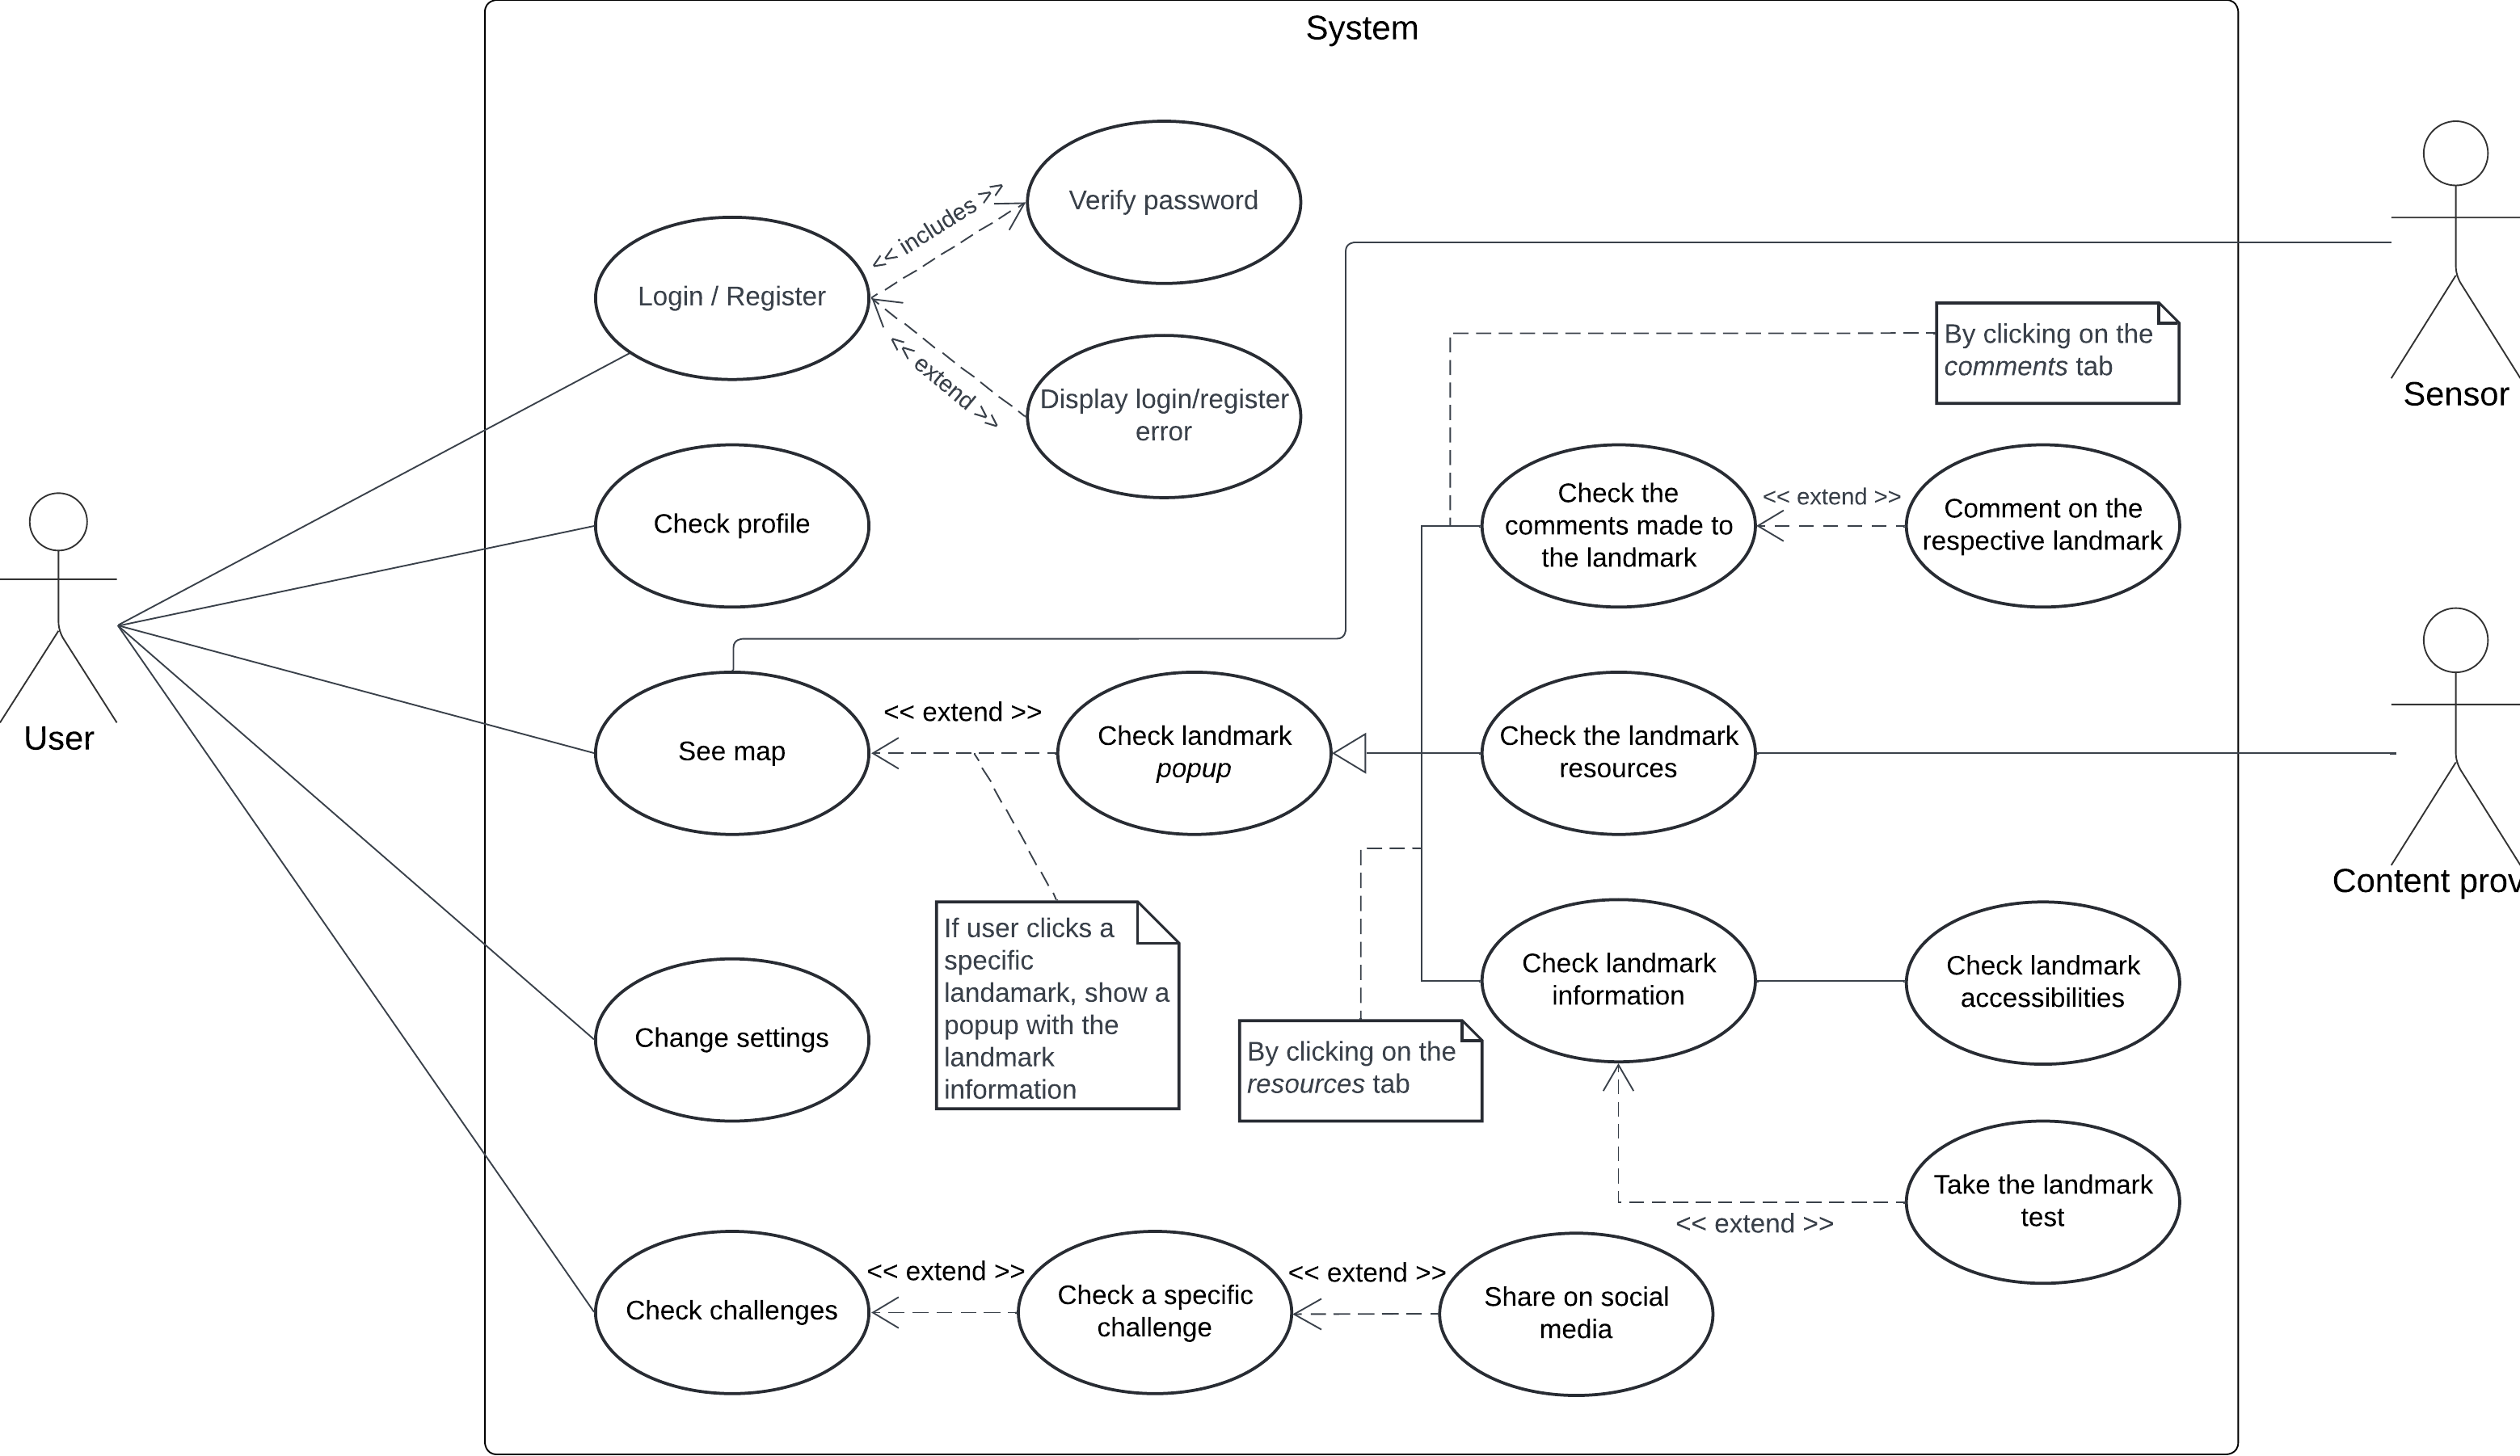 System
Verify password
<< includes >>
Login / Register
<< extend >>
Display login/register
error
By clicking on the
comments tab
Sensor
Check profile
Check the
comments made to
the landmark
<< extend >>
Comment on the
respective landmark
User
See map
<< extend >>
Check landmark
popup
Check the landmark
resources
Content prov
If user clicks a
specific
landamark, show a
popup with the
landmark
information
Change settings
By clicking on the
resources tab
Check landmark
information
Check landmark
accessibilities
Take the landmark
test
<< extend >>
Check challenges
<< extend >>
Check a specific
challenge
<< extend >>
Share on social
media